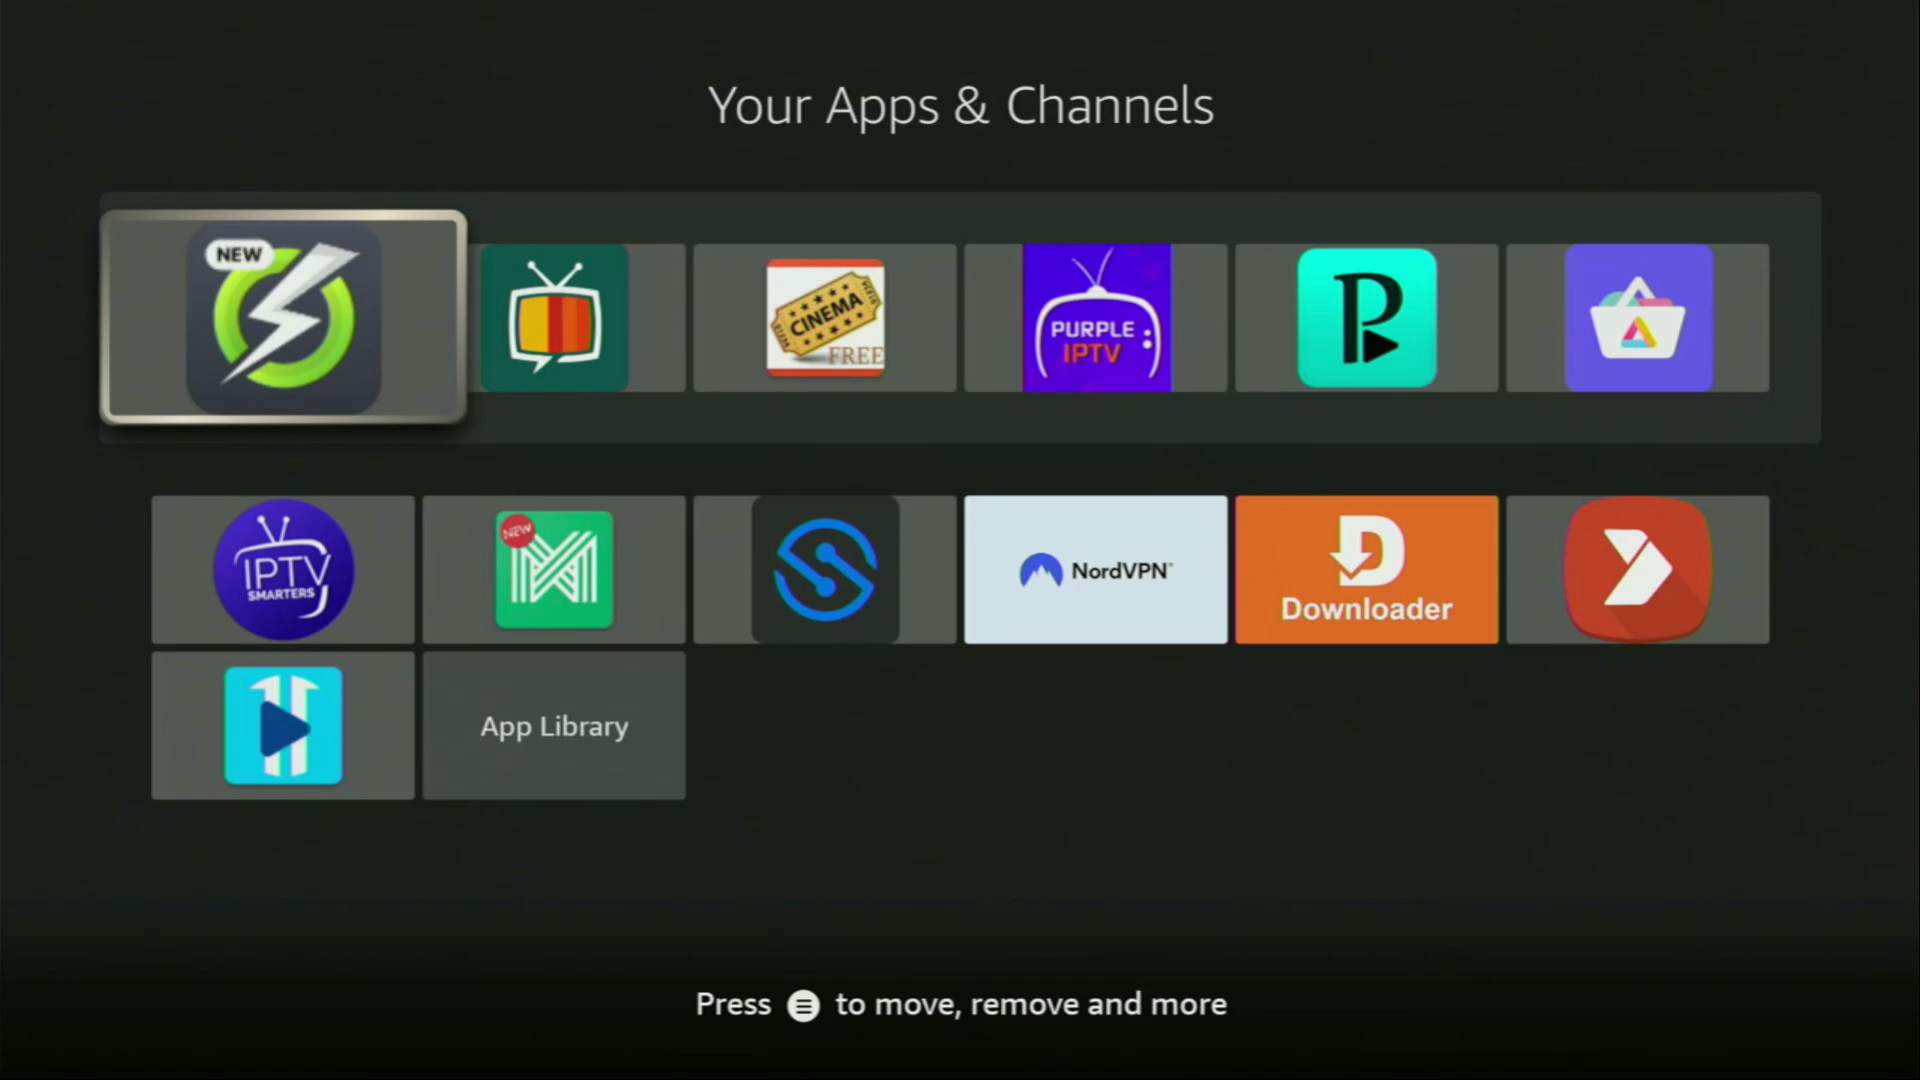 Your Apps & Channels
NEW
CINEMA
FREE
PURPLE
IPTV
IPTV
SMARTERS
NEW
NordVPN
Downloader
App Library
Press to move, remove and more